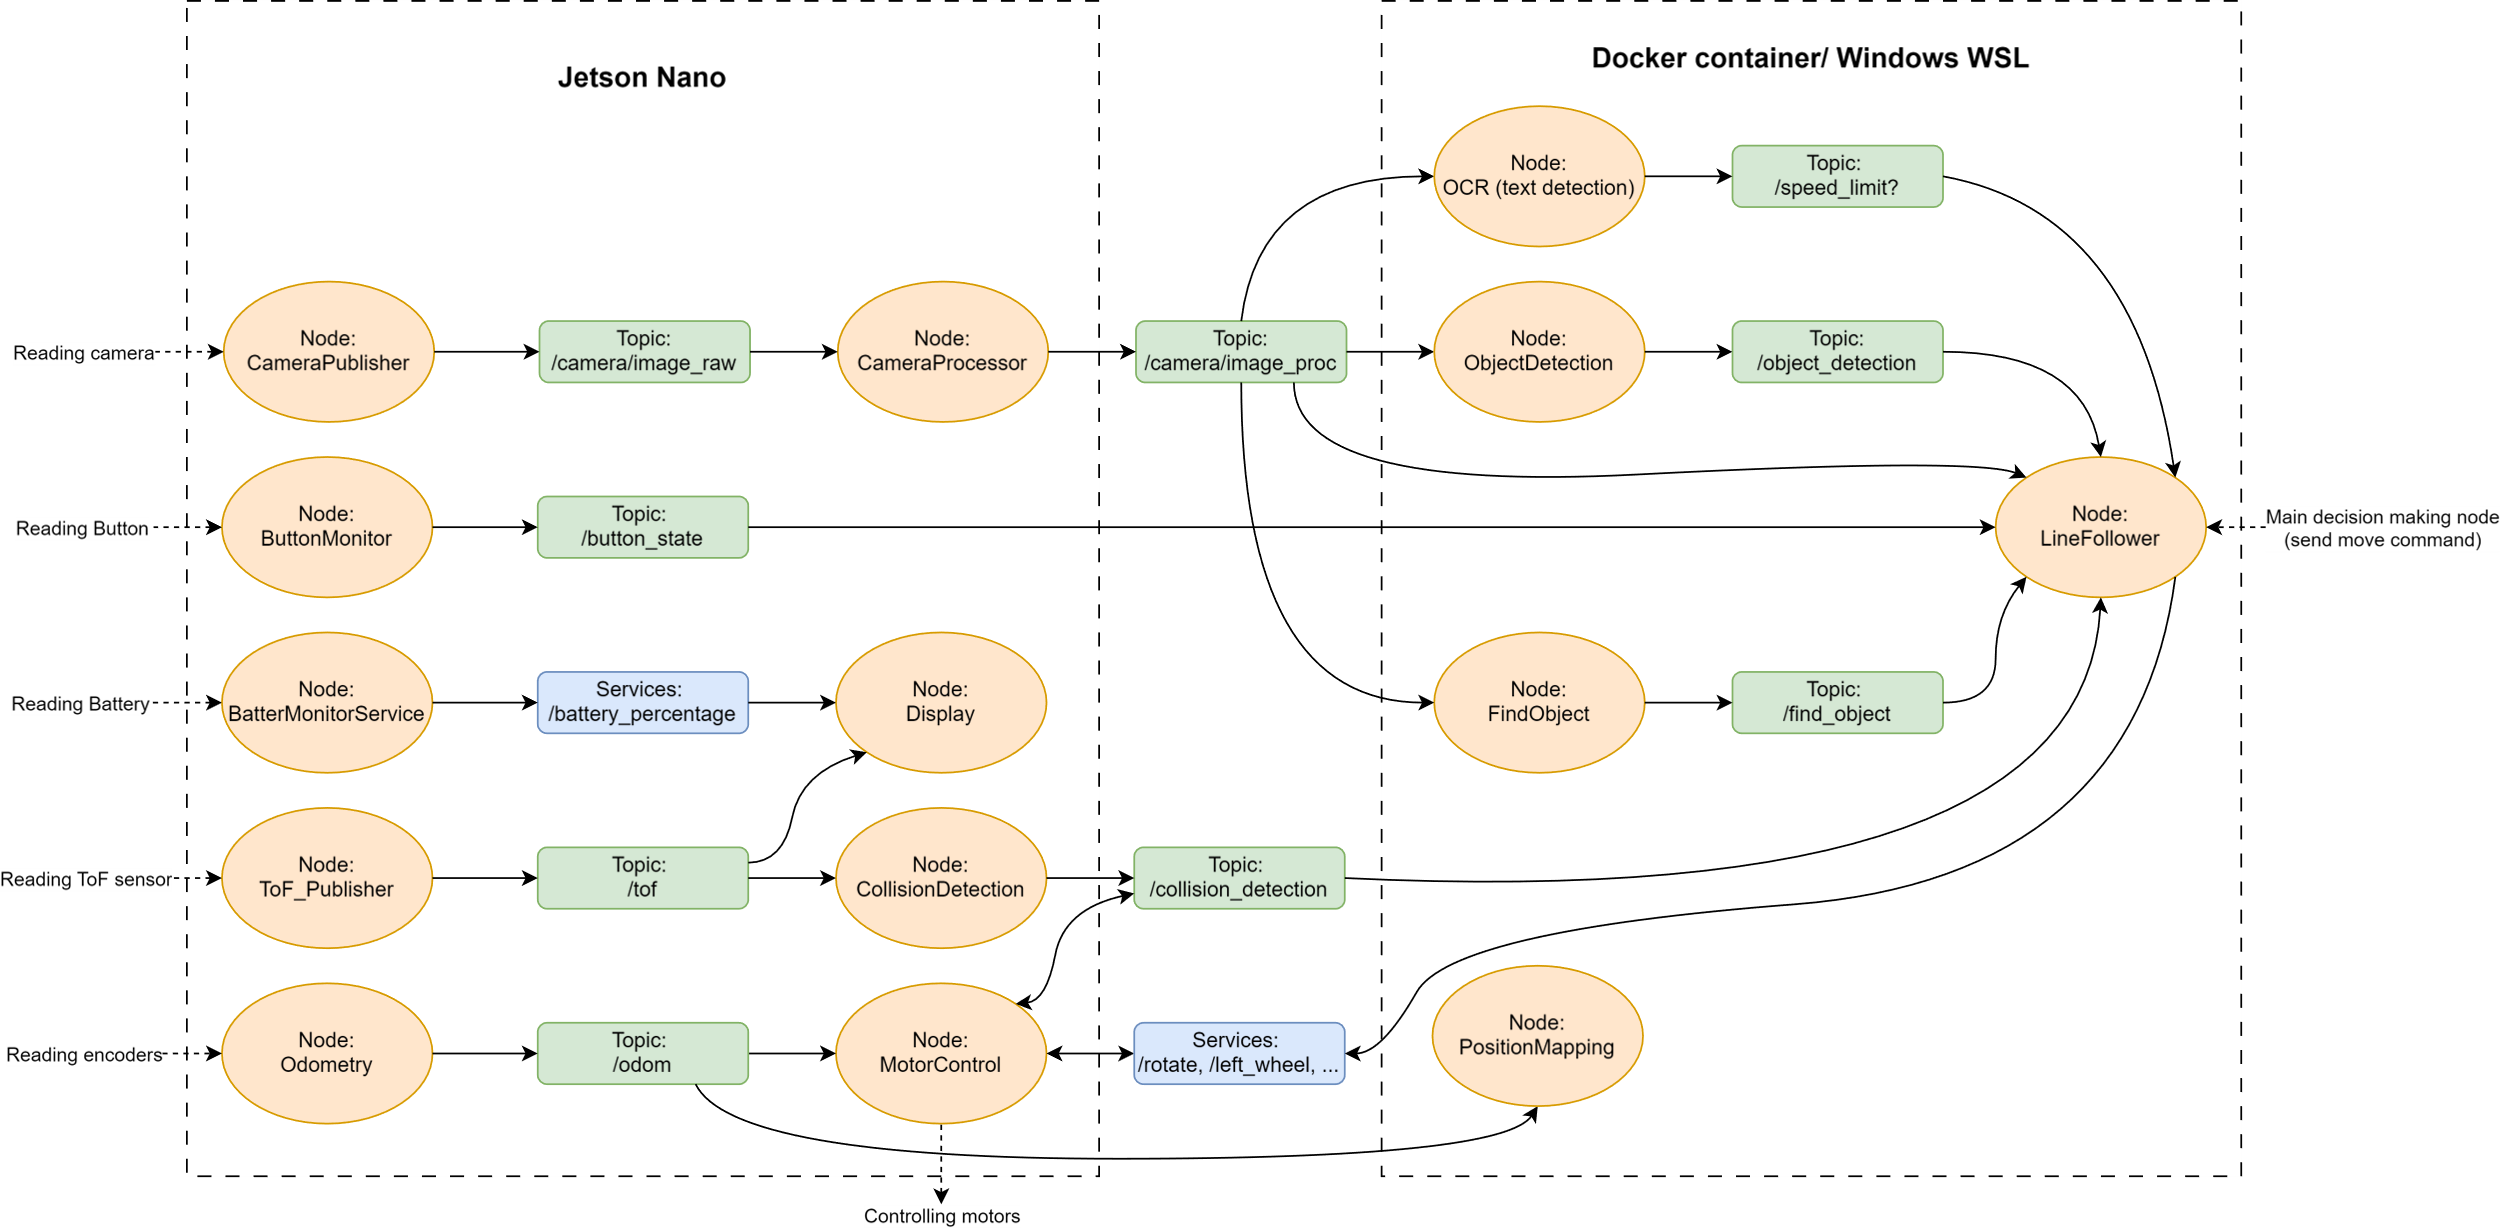 Jetson Nano
Docker container/ Windows WSL
Node:
OCR (text detection)
Topic:
/speed_limit?
Reading camera
Node:
CameraPublisher
Topic:
/camera/image_raw
Node:
CameraProcessor
Topic:
/camera/image_proc
Node:
ObjectDetection
Topic:
/object_detection
Reading Button
Node:
ButtonMonitor
Topic:
/button_state
Node:
LineFollower
Main decision making node
(send move command)
Reading Battery
Node:
BatterMonitorService
Services:
/battery_percentage
Node:
Display
Node:
FindObject
Topic:
/find_object
Reading ToF sensor
Node:
ToF_Publisher
Topic:
/tof
Node:
CollisionDetection
Topic:
/collision_detection
Reading encoders
Node:
Odometry
Topic:
/odom
Node:
MotorControl
Services:
/rotate, /left_wheel, ...
Node:
PositionMapping
Controlling motors